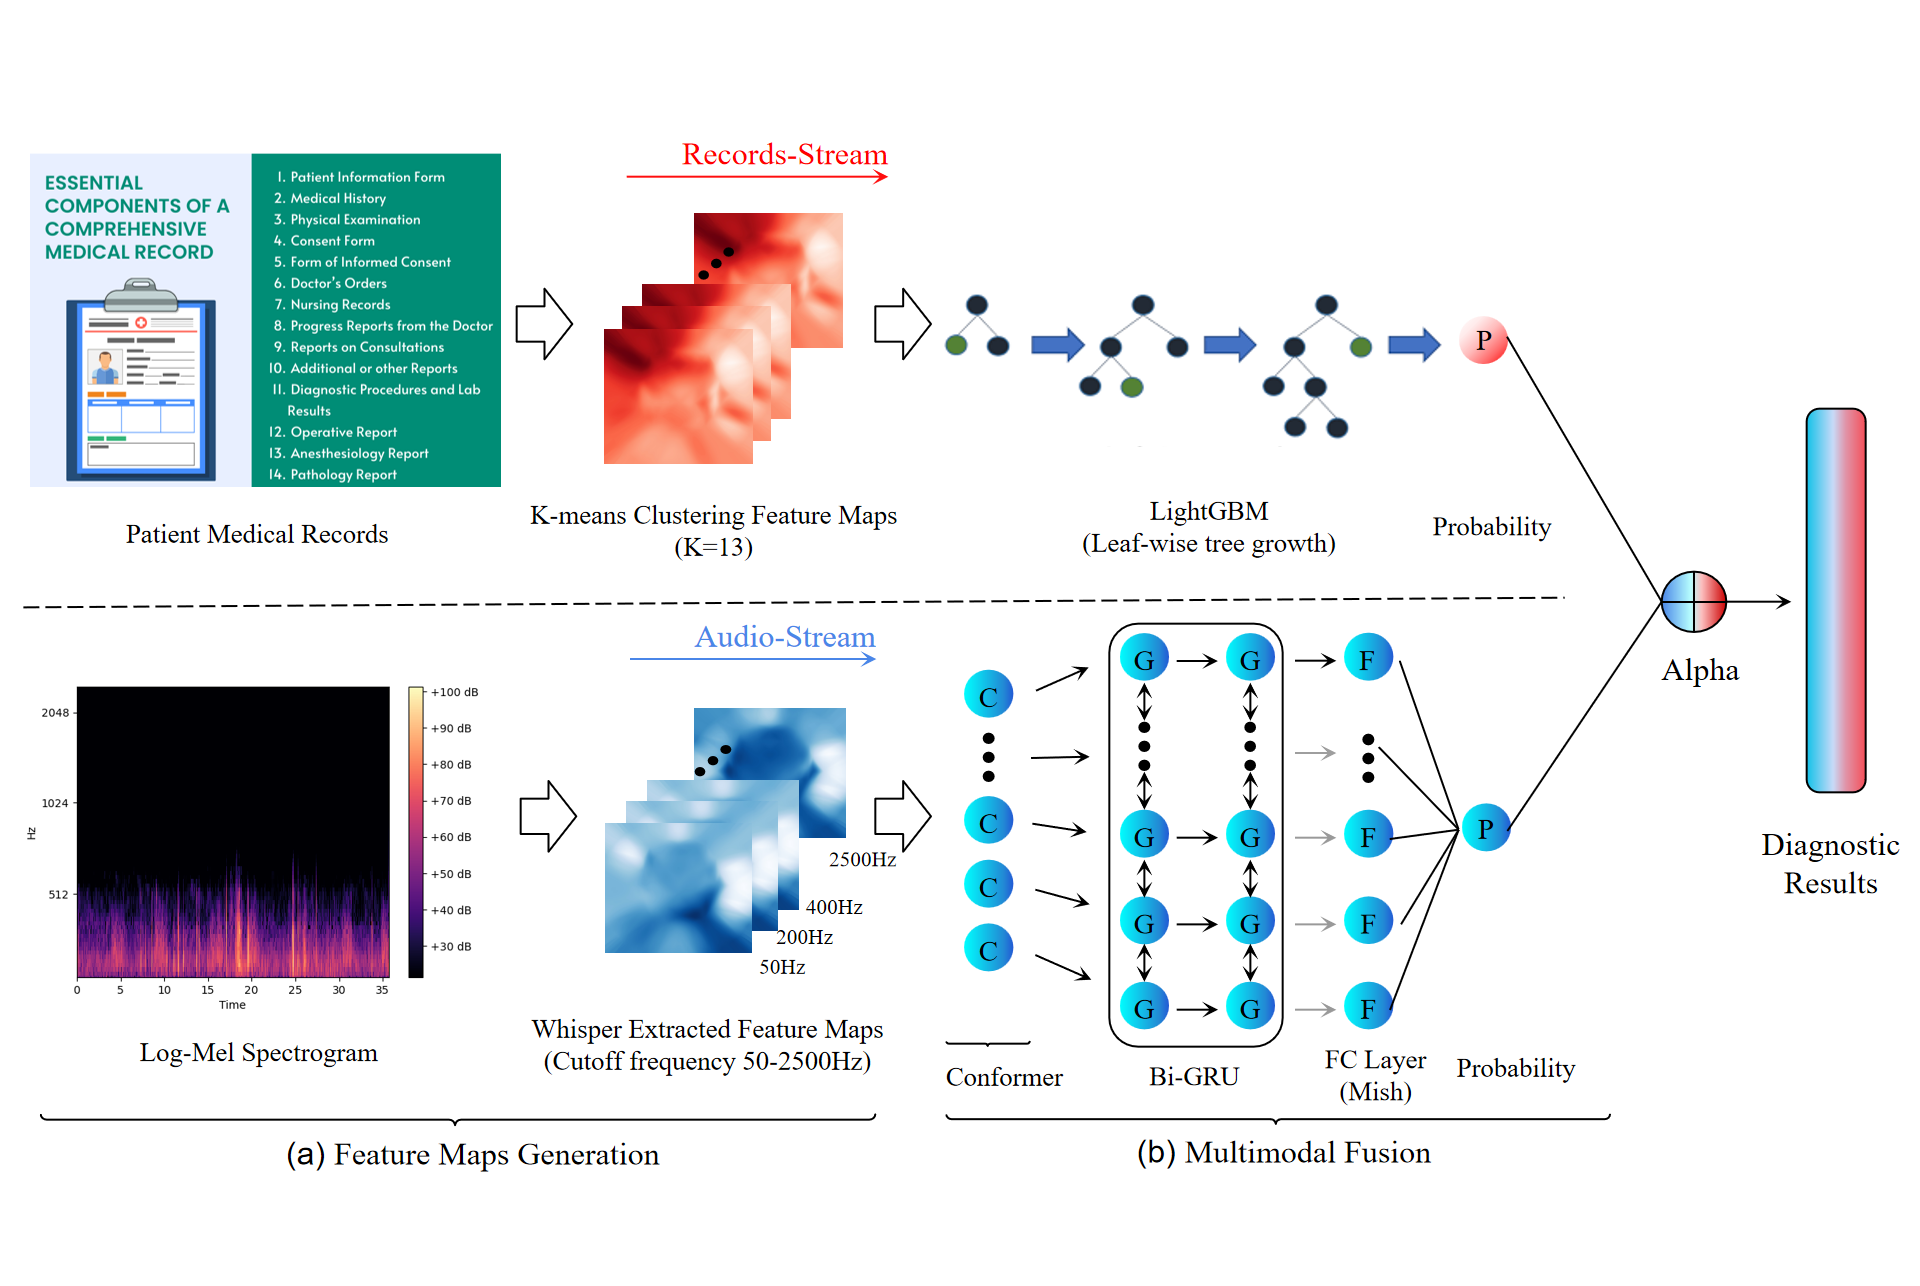 Records-Stream
ESSENTIAL
COMPONENTS OF A
COMPREHENSIVE
MEDICAL RECORD
1. Patient Information Form
2. Medical History
3. Physical Examination
4. Consent Form
5. Form of Informed Consent
6. Doctor's Orders
7. Nursing Records
8. Progress Reports from the Doctor
9. Reports on Consultations
10. Additional or other Reports
11. Diagnostic Procedures and Lab
Results
12. Operative Report
13. Anesthesiology Report
14. Pathology Report
Patient Medical Records
K-means Clustering Feature Maps
(K=13)
LightGBM
(Leaf-wise tree growth)
P
Probability
Audio-Stream
2048
1024
512
Hz
0 5 10 15 20 25 30 35
Time
+100 dB
+90 dB
+80 dB
+70 dB
+60 dB
+50 dB
+40 dB
+30 dB
Log-Mel Spectrogram
2500Hz
400Hz
200Hz
50Hz
Whisper Extracted Feature Maps
(Cutoff frequency 50-2500Hz)
C
C
C
C
Conformer
G G
G G
G G
G G
Bi-GRU
F
F
F
F
FC Layer
(Mish)
P
Probability
Alpha
Diagnostic
Results
(a) Feature Maps Generation
(b) Multimodal Fusion